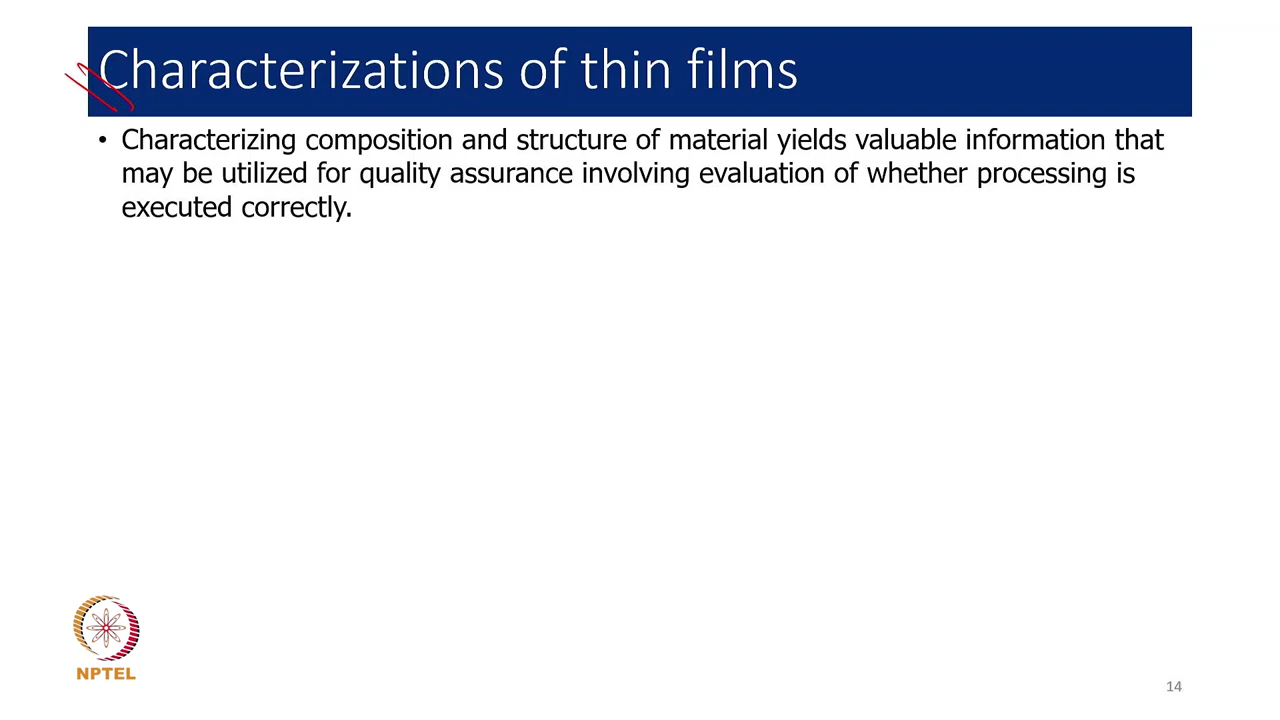 Characterizations of thin films
• Characterizing composition and structure of material yields valuable information that
may be utilized for quality assurance involving evaluation of whether processing is
executed correctly.
NPTEL
14